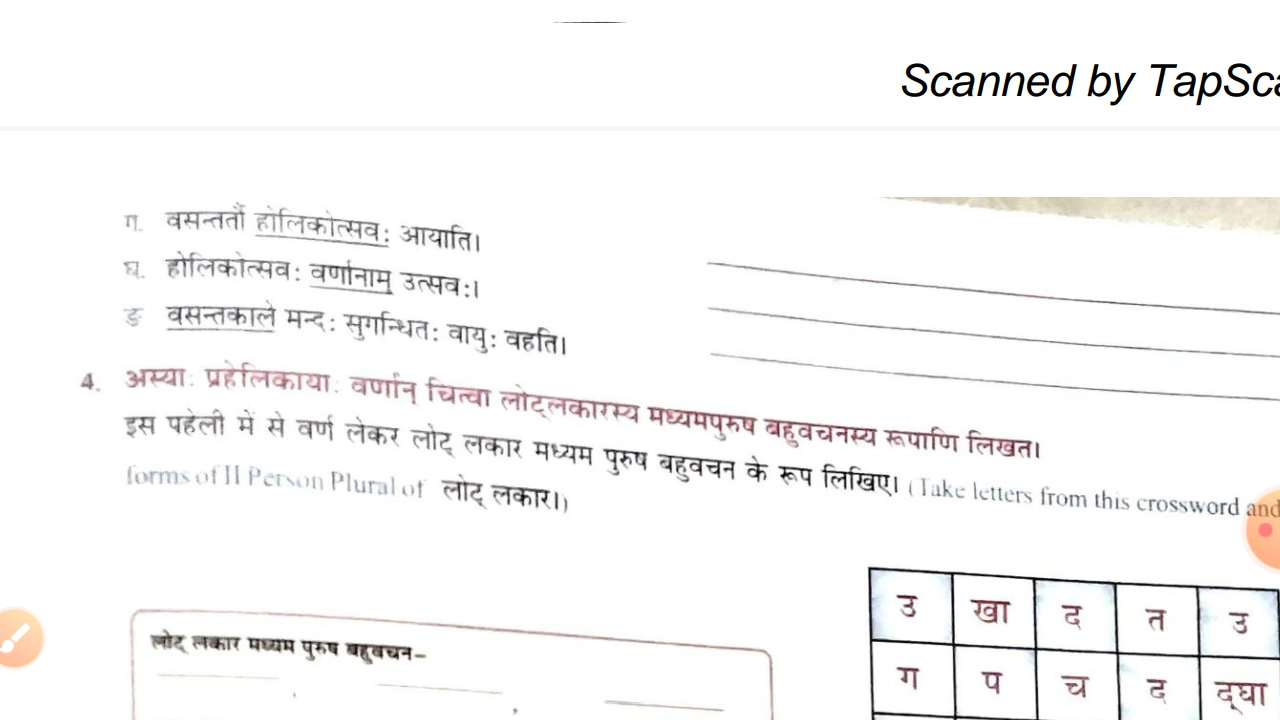 Scanned by TapSca
ग. वसन्तर्तौ होलिकोत्सवः आयाति।
घ. होलिकोत्सवः वर्णानाम् उत्सवः।
ङ वसन्तकाले मन्दः सुगन्धितः वायुः वहति।
4. अस्याः प्रहेलिकायाः वर्णान् चित्वा लोट्लकारस्य मध्यमपुरुष बहुवचनस्य रूपाणि लिखत।
इस पहेली में से वर्ण लेकर लोट् लकार मध्यम पुरुष बहुवचन के रूप लिखिए। (Take letters from this crossword and
forms of II Person Plural of लोट् लकार।)
उ खा द त उ
लोट् लकार मध्यम पुरुष बहुवचन–
ग प च द द्घा